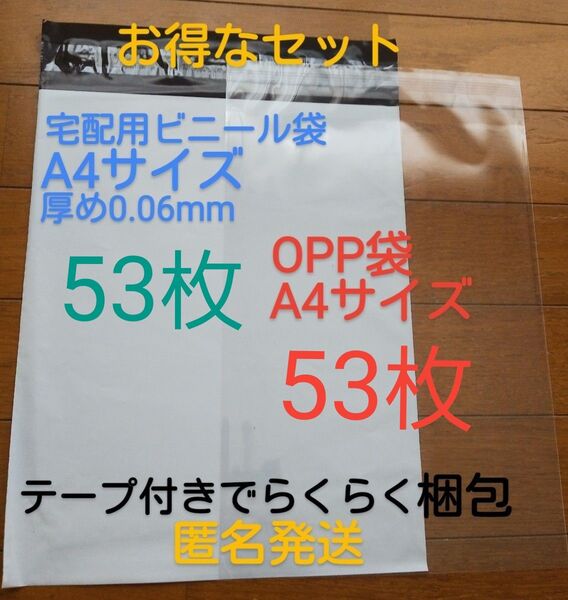 お得なセット
宅配用ビニール袋
A4サイズ
厚め0.06mm
53枚
OPP袋
A4サイズ
53枚
テープ付きでらくらく梱包
匿名発送